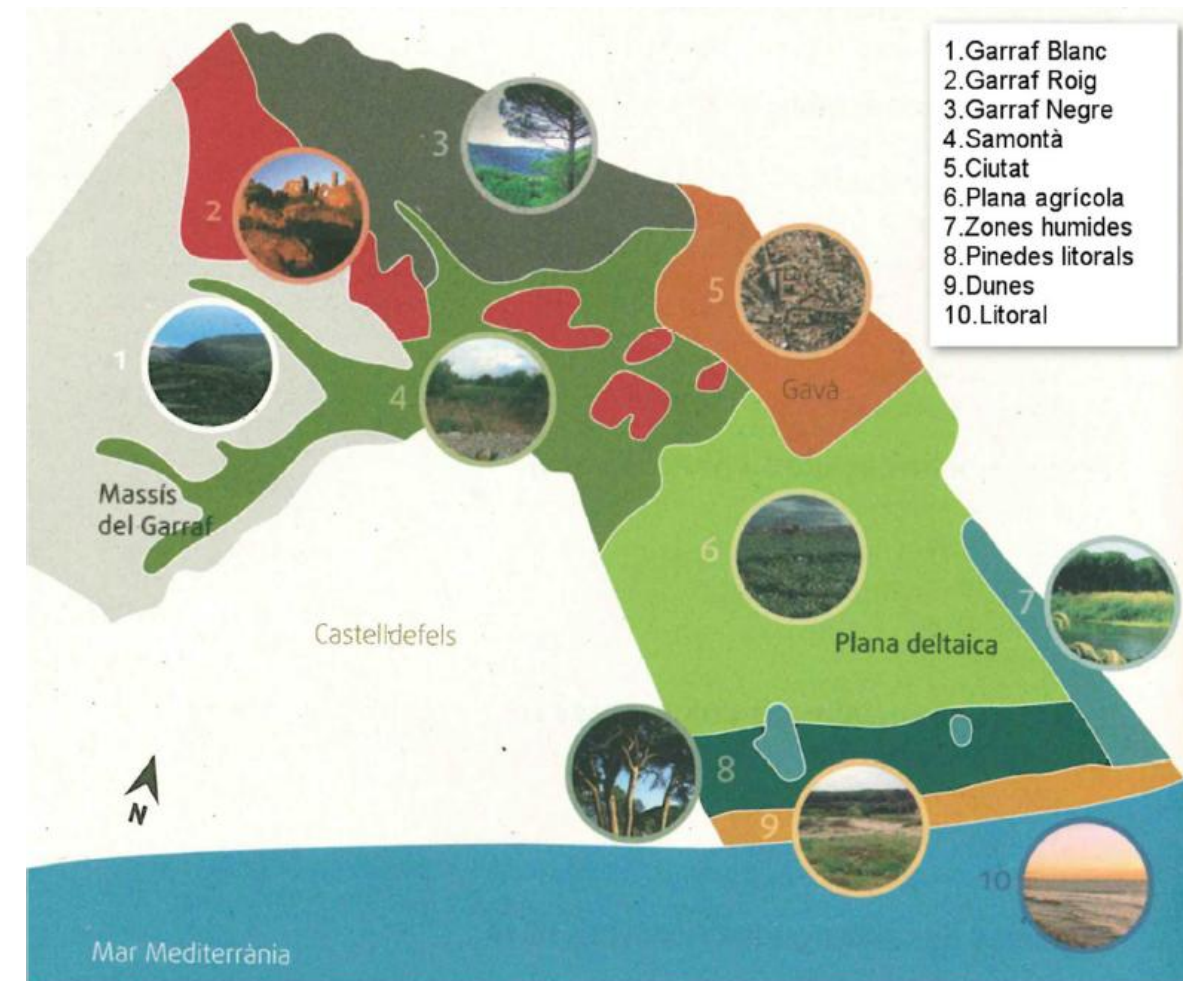 1.Garraf Blanc
2.Garraf Roig
3.Garraf Negre
4.Samontà
5.Ciutat
6.Plana agrícola
7.Zones humides
8.Pinedes litorals
9.Dunes
10.Litoral
3
2
5
1
4
Gavà
Massís
del Garraf
6
7
Castelldefels
Plana deltaica
8
N
9
10
Mar Mediterrània